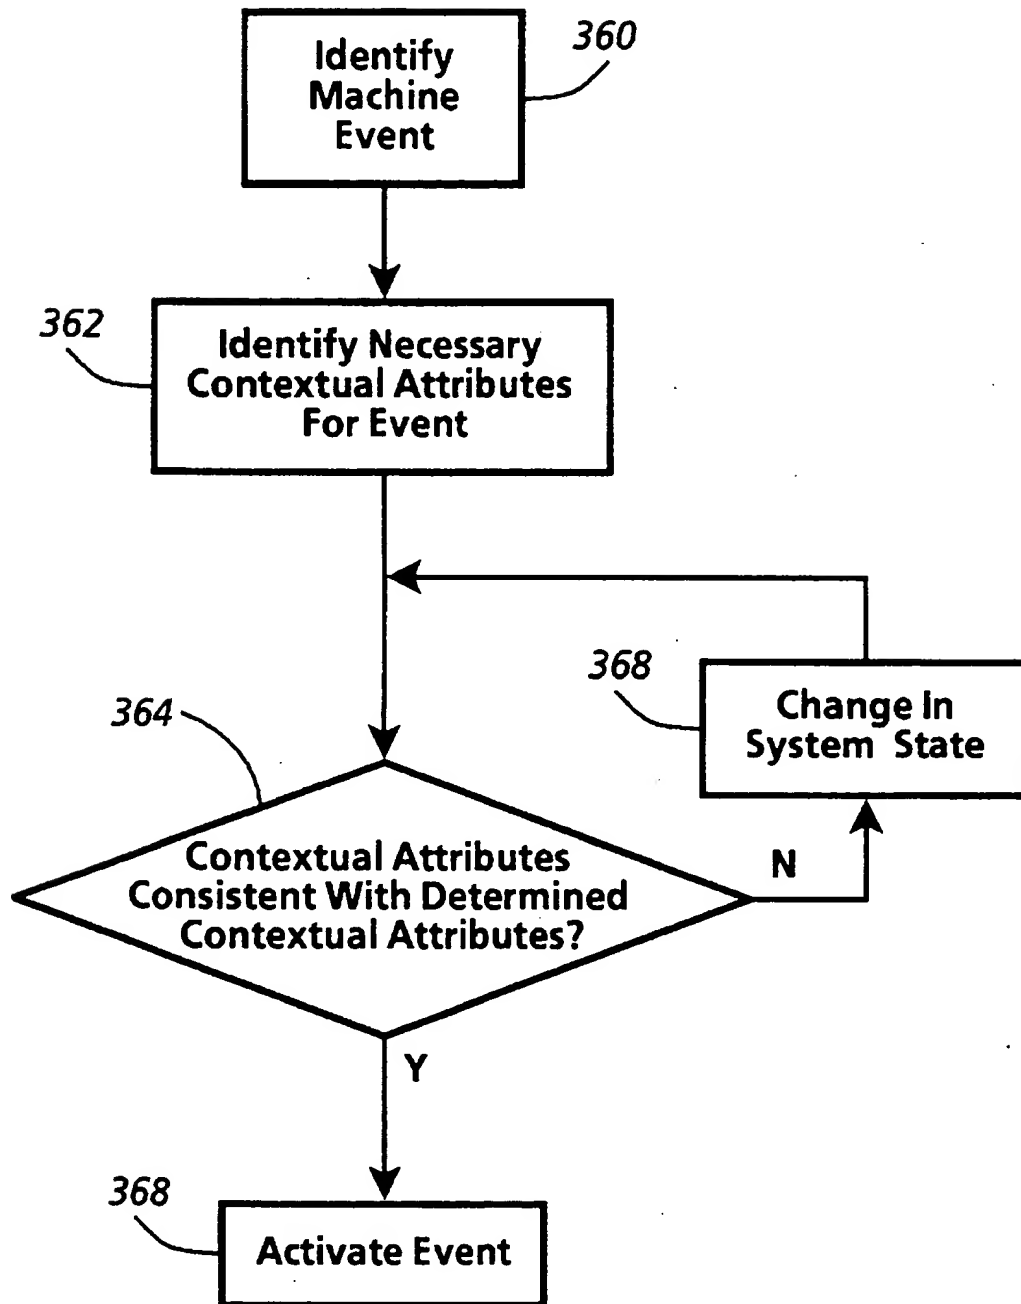 360
Identify
Machine
Event
362
Identify Necessary
Contextual Attributes
For Event
368
Change In
System State
364
Contextual Attributes
Consistent With Determined
Contextual Attributes?
N
Y
368
Activate Event